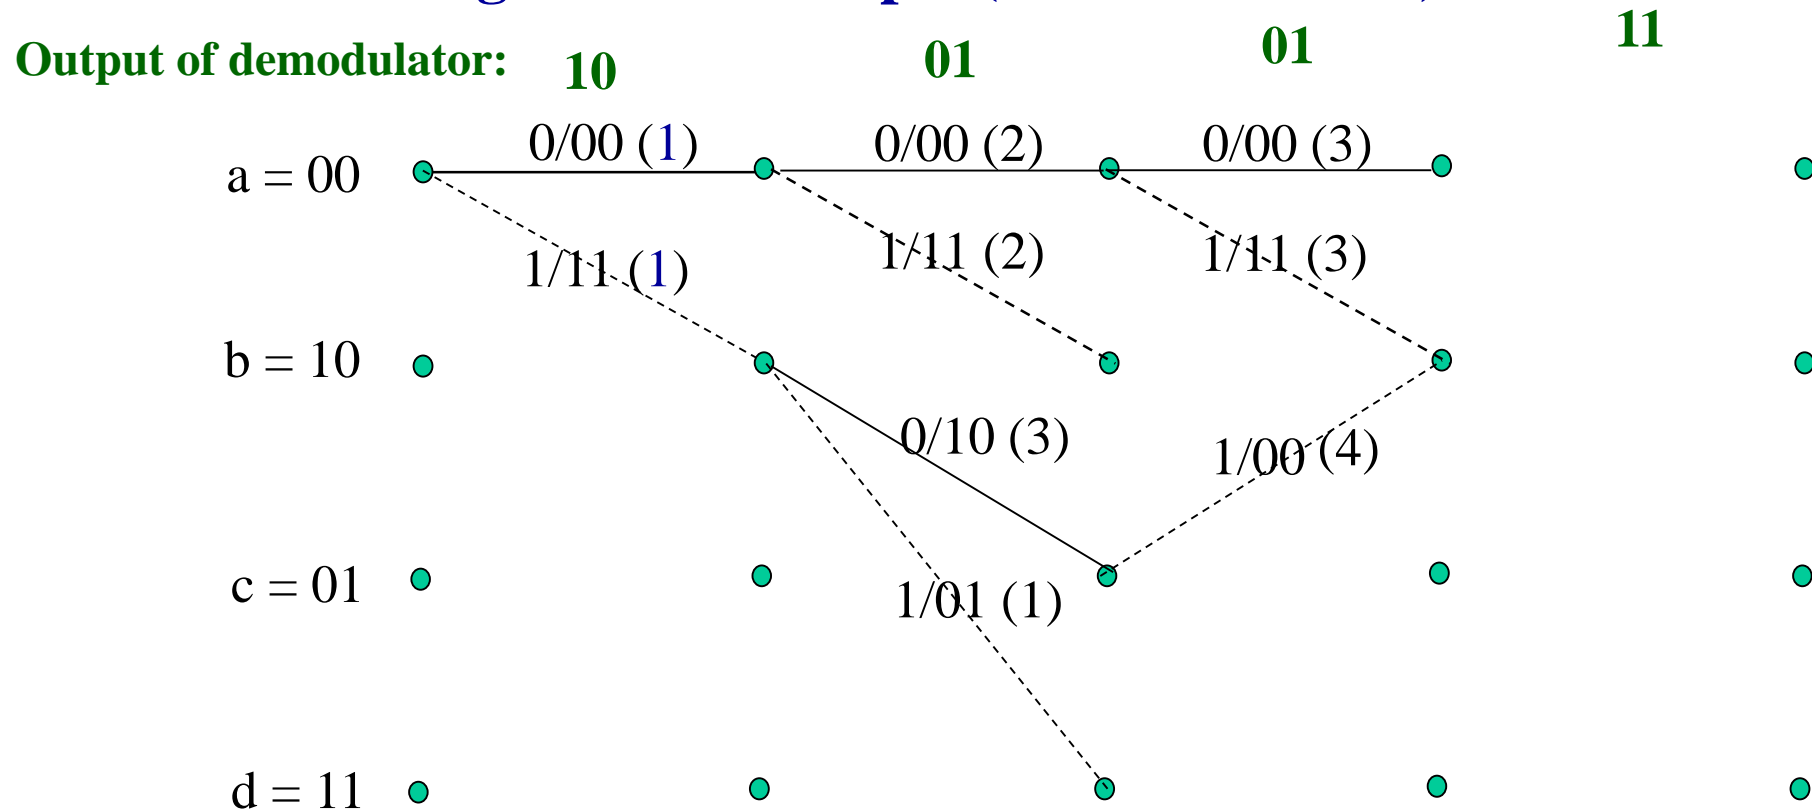 Output of demodulator: 10 01 01 11
0/00 (1) 0/00 (2) 0/00 (3)
a = 00
1/11 (1) 1/11 (2) 1/11 (3)
b = 10
0/10 (3) 1/00 (4)
c = 01
1/01 (1)
d = 11